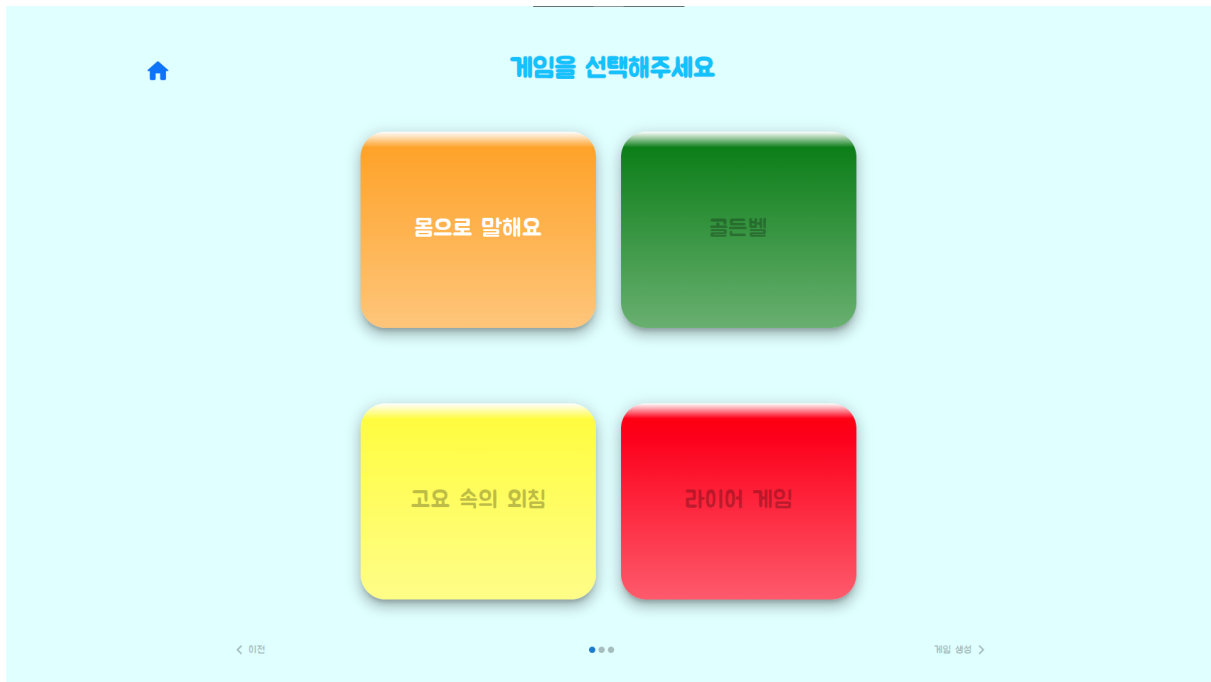 게임을 선택해주세요
몸으로 말해요
골든벨
고요 속의 외침
라이어 게임
이전
게임 생성